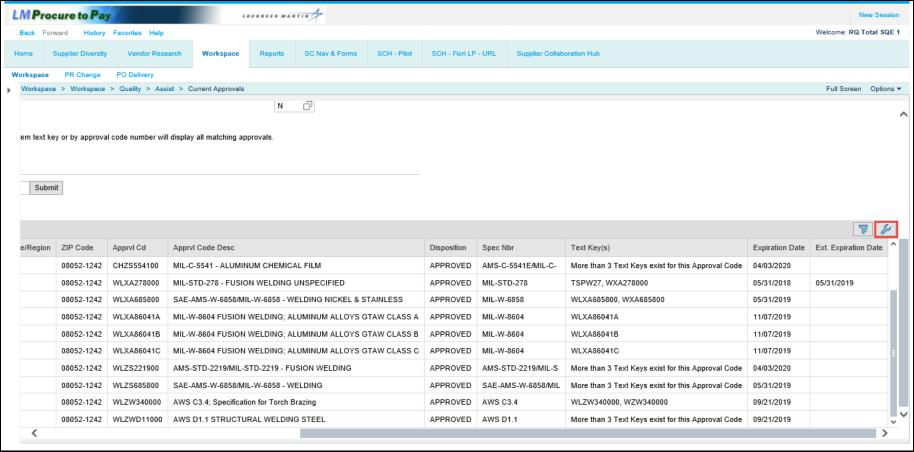 LM Procure to Pay LOCKHEED MARTIN New Session
Back Forward History Favorites Help Welcome: RQ Total SQE 1
Home Supplier Diversity Vendor Research Workspace Reports SC Nav & Forms SCH - Pilot SCH - Fiori LP - URL Supplier Collaboration Hub
Workspace PR Change PO Delivery
Workspace > Workspace > Quality > Assist > Current Approvals Full Screen Options
N
em text key or by approval code number will display all matching approvals.
Submit
e/Region ZIP Code Apprvl Cd Apprvl Code Desc Disposition Spec Nbr Text Key(s) Expiration Date Ext. Expiration Date
08052-1242 CHZS554100 MIL-C-5541 - ALUMINUM CHEMICAL FILM APPROVED AMS-C-5541E/MIL-C- More than 3 Text Keys exist for this Approval Code 04/03/2020
08052-1242 WLXA278000 MIL-STD-278 - FUSION WELDING UNSPECIFIED APPROVED MIL-STD-278 TSPW27, WXA278000 05/31/2018 05/31/2019
08052-1242 WLXA685800 SAE-AMS-W-6858/MIL-W-6858 - WELDING NICKEL & STAINLESS APPROVED MIL-W-6858 WLXA685800, WXA685800 05/31/2019
08052-1242 WLXA86041A MIL-W-8604 FUSION WELDING; ALUMINUM ALLOYS GTAW CLASS A APPROVED MIL-W-8604 WLXA86041A 11/07/2019
08052-1242 WLXA86041B MIL-W-8604 FUSION WELDING; ALUMINUM ALLOYS GTAW CLASS B APPROVED MIL-W-8604 WLXA86041B 11/07/2019
08052-1242 WLXA86041C MIL-W-8604 FUSION WELDING; ALUMINUM ALLOYS GTAW CLASS C APPROVED MIL-W-8604 WLXA86041C 11/07/2019
08052-1242 WLZS221900 AMS-STD-2219/MIL-STD-2219 - FUSION WELDING APPROVED AMS-STD-2219/MIL-S More than 3 Text Keys exist for this Approval Code 04/03/2020
08052-1242 WLZS685800 SAE-AMS-W-6858/MIL-W-6858 - WELDING APPROVED SAE-AMS-W-6858/MIL More than 3 Text Keys exist for this Approval Code 05/31/2019
08052-1242 WLZW340000 AWS C3.4; Specification for Torch Brazing APPROVED AWS C3.4 WLZW340000, WZW340000 09/21/2019
08052-1242 WLZWD11000 AWS D1.1 STRUCTURAL WELDING STEEL APPROVED AWS D1.1 More than 3 Text Keys exist for this Approval Code 09/21/2019